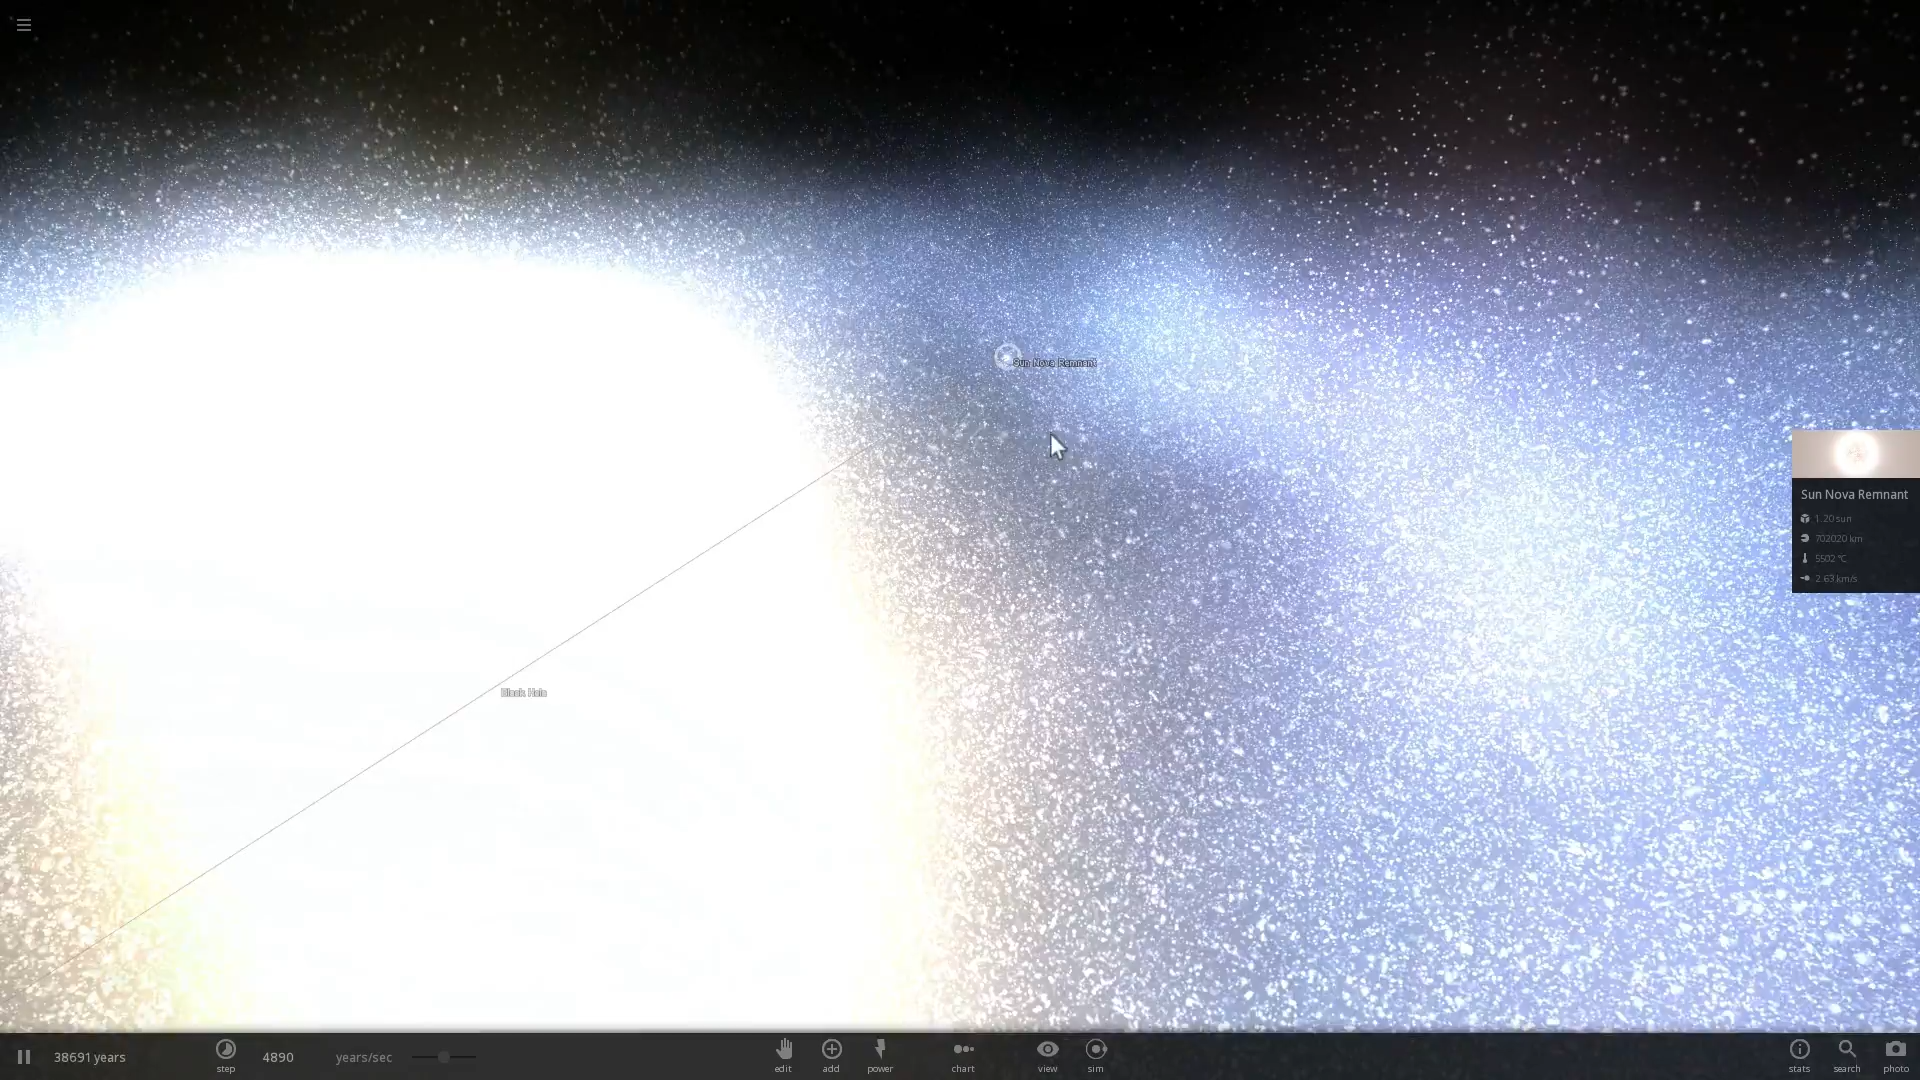 Sun Nova Remnant
Sun Nova Remnant
1.20 sun
702020 km
5502 °C
2.63 km/s
Black Hole
38691 years
step
4890
years/sec
edit
add
power
chart
view
sim
stats
search
photo